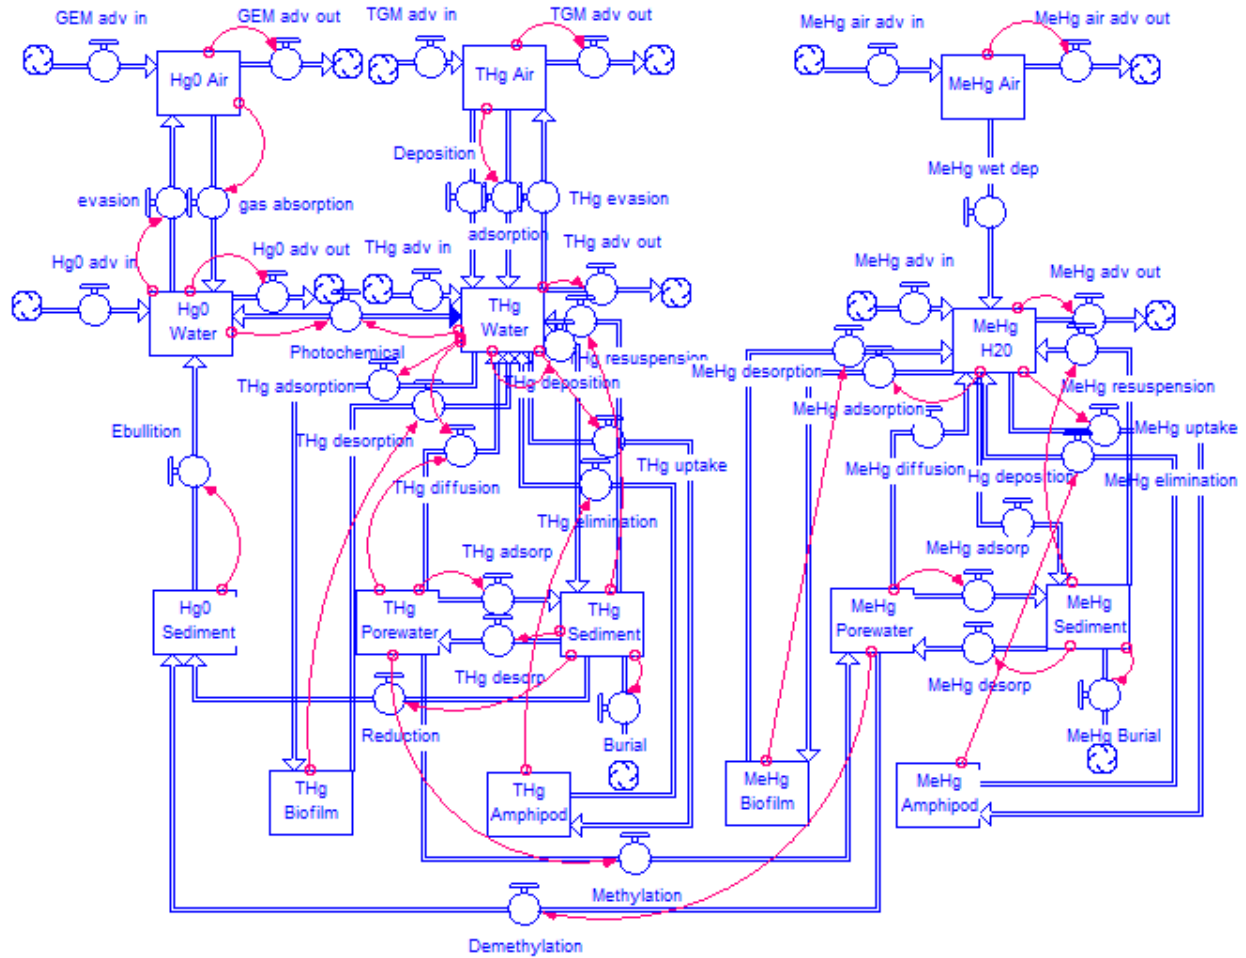 GEM adv in
GEM adv out
TGM adv in
TGM adv out
MeHg air adv in
MeHg air adv out
Hg0 Air
THg Air
MeHg Air
Deposition
MeHg wet dep
evasion
gas absorption
THg evasion
adsorption
Hg0 adv in
Hg0 adv out
THg adv in
THg adv out
MeHg adv in
MeHg adv out
Hg0
Water
THg
Water
MeHg
H20
Photochemical
Hg resuspension
THg adsorption
THg deposition
MeHg desorption
MeHg resuspension
MeHg adsorption
Ebullition
THg desorption
MeHg uptake
THg uptake
MeHg diffusion
Hg deposition
MeHg elimination
THg diffusion
THg elimination
THg adsorp
MeHg adsorp
Hg0
Sediment
THg
Porewater
THg
Sediment
MeHg
Porewater
MeHg
Sediment
THg desorp
MeHg desorp
Reduction
Burial
MeHg Burial
THg
Biofilm
THg
Amphipod
MeHg
Biofilm
MeHg
Amphipod
Methylation
Demethylation